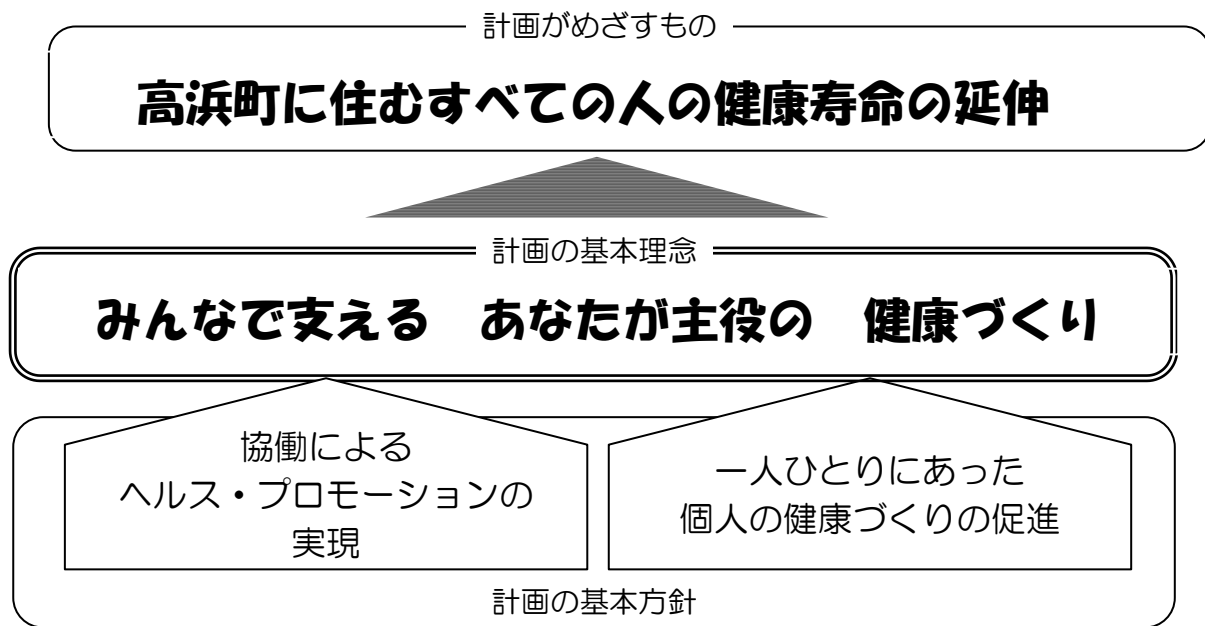 計画がめざすもの
高浜町に住むすべての人の健康寿命の延伸
計画の基本理念
みんなで支える　あなたが主役の　健康づくり
協働による
ヘルス・プロモーションの
実現
一人ひとりにあった
個人の健康づくりの促進
計画の基本方針